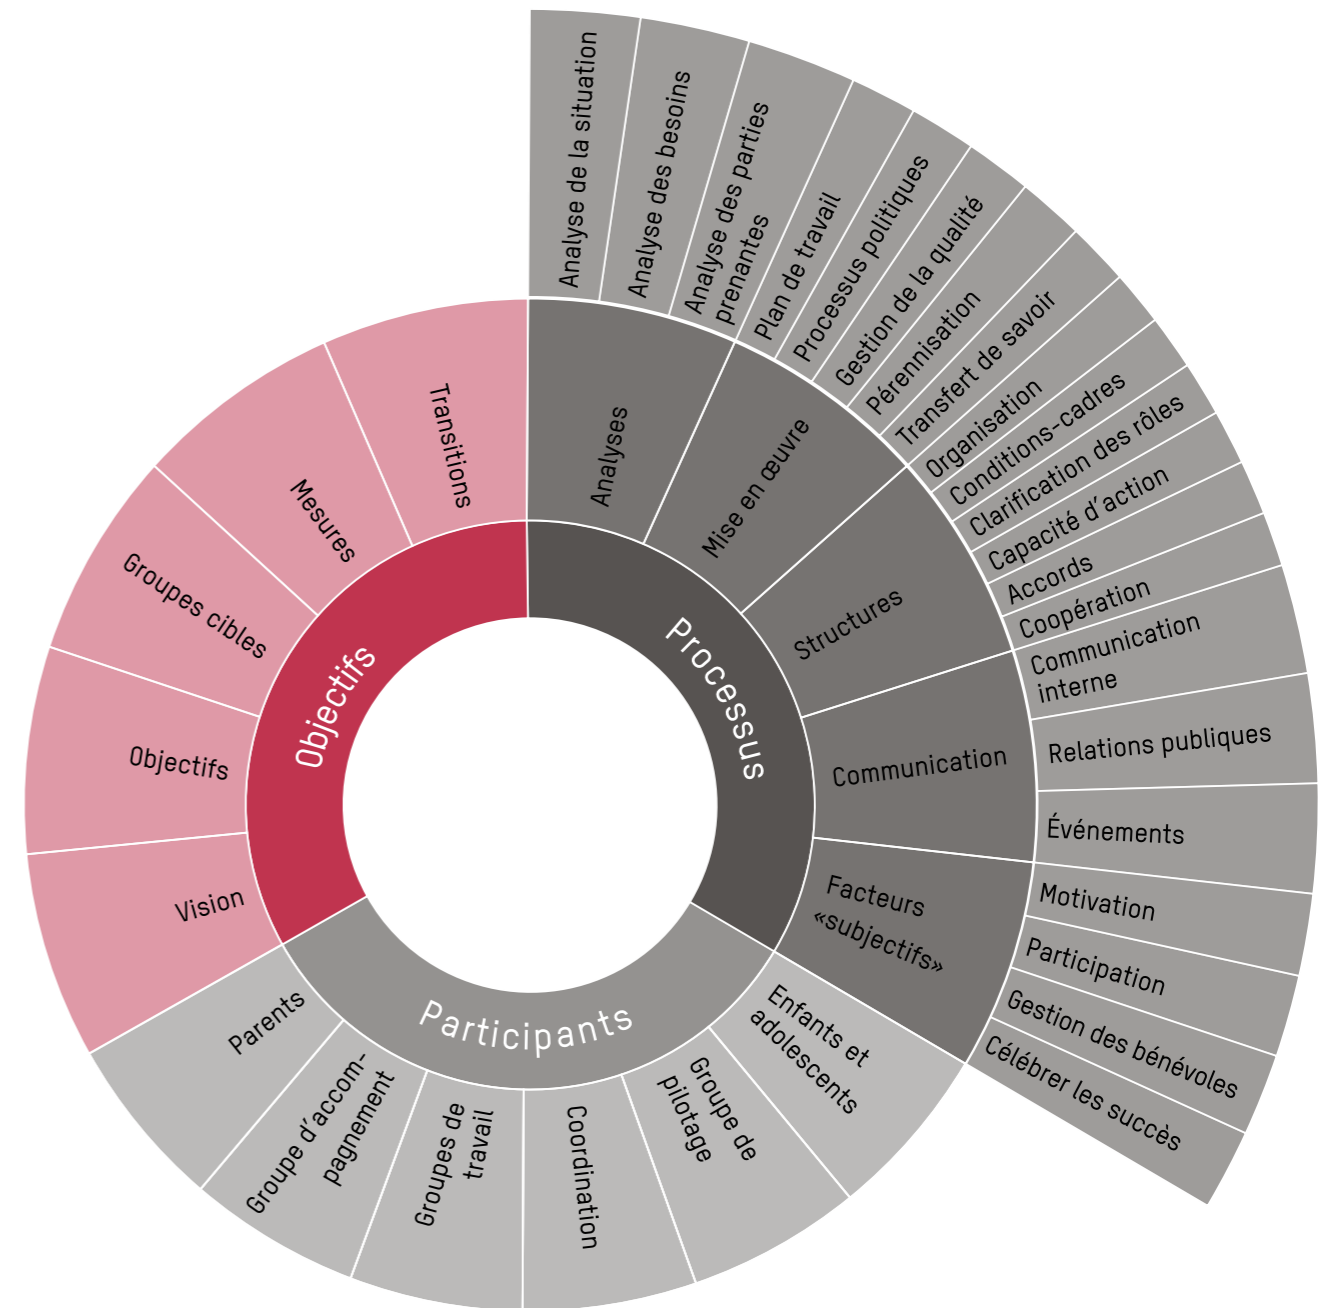 Objectifs
Processus
Participants
Transitions
Mesures
Groupes cibles
Objectifs
Vision
Analyses
Mise en œuvre
Structures
Communication
Facteurs
«subjectifs»
Enfants et
adolescents
Groupe de
pilotage
Coordination
Groupes de
travail
Groupe d’accom-
pagnement
Parents
Analyse de la situation
Analyse des besoins
Analyse des parties
prenantes
Plan de travail
Processus politiques
Gestion de la qualité
Pérennisation
Transfert de savoir
Organisation
Conditions-cadres
Clarification des rôles
Capacité d’action
Accords
Coopération
Communication
interne
Relations publiques
Événements
Motivation
Participation
Gestion des bénévoles
Célébrer les succès